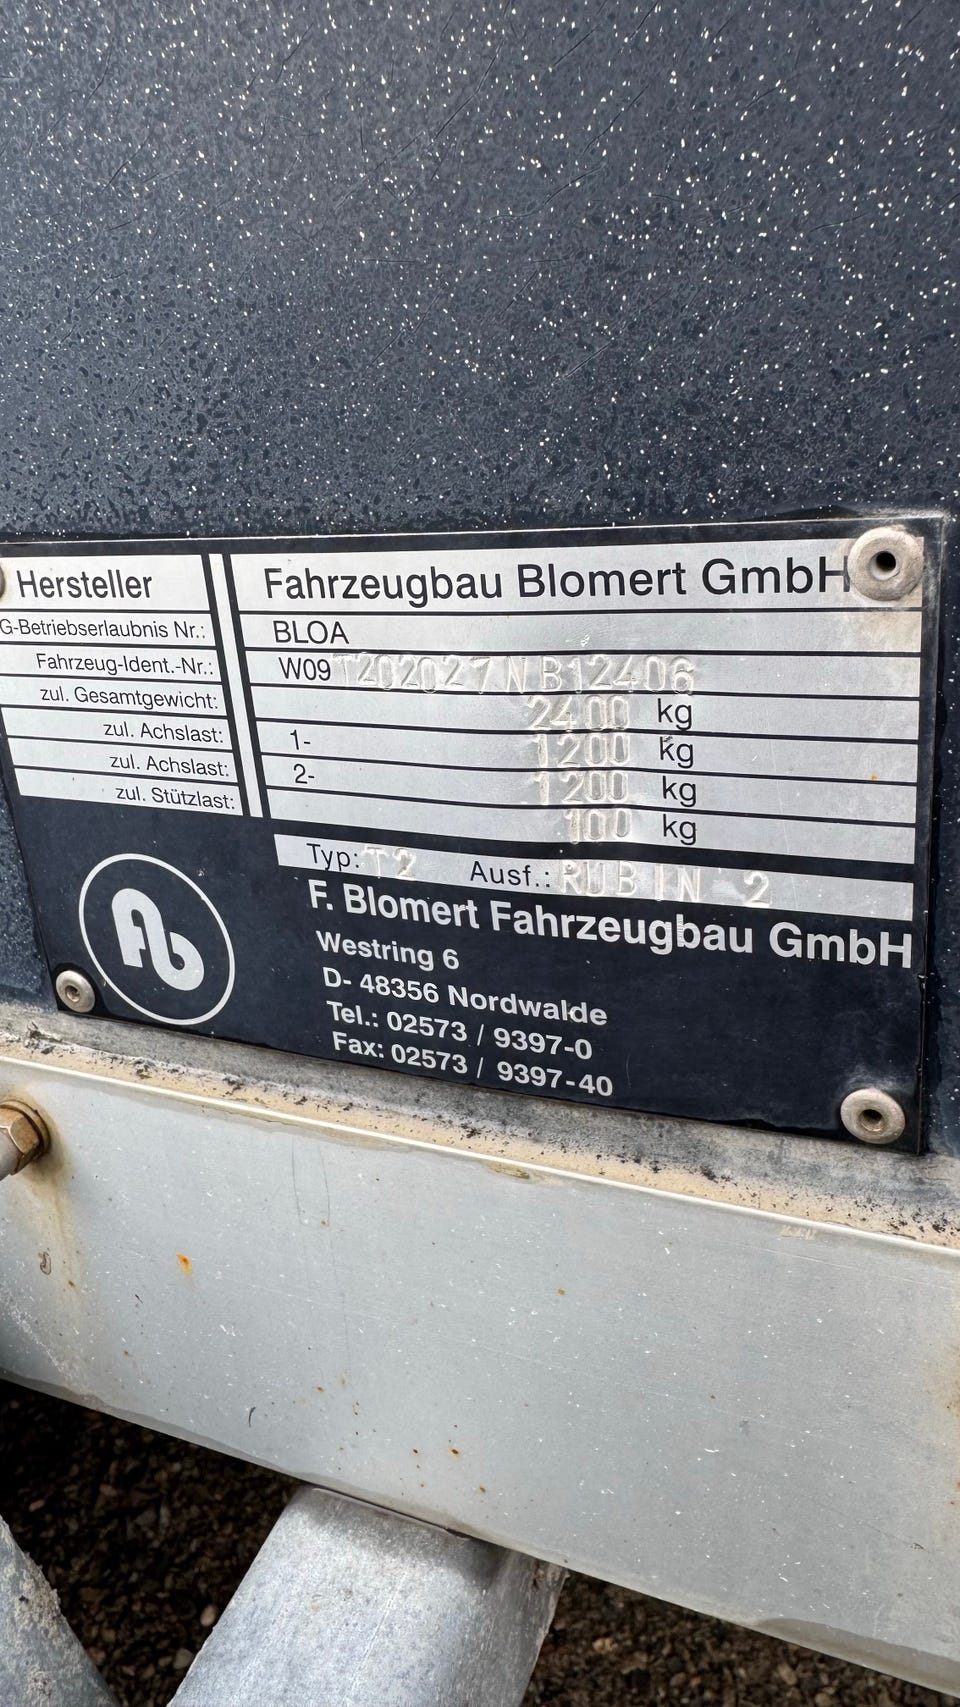 Hersteller Fahrzeugbau Blomert GmbH
G-Betriebserlaubnis Nr.: BLOA
Fahrzeug-Ident.-Nr.: W09T202027NB12406
zul. Gesamtgewicht: 2400 kg
zul. Achslast: 1- 1200 kg
zul. Achslast: 2- 1200 kg
zul. Stützlast: 100 kg
Typ: T2 Ausf.: RUBIN 2
fb
F. Blomert Fahrzeugbau GmbH
Westring 6
D- 48356 Nordwalde
Tel.: 02573 / 9397-0
Fax: 02573 / 9397-40